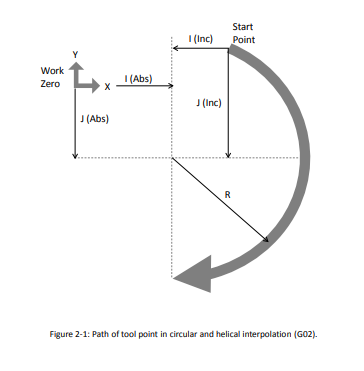 Start
Point
I (Inc)
Y
Work
Zero
X
I (Abs)
J (Inc)
J (Abs)
R
Figure 2-1: Path of tool point in circular and helical interpolation (G02).